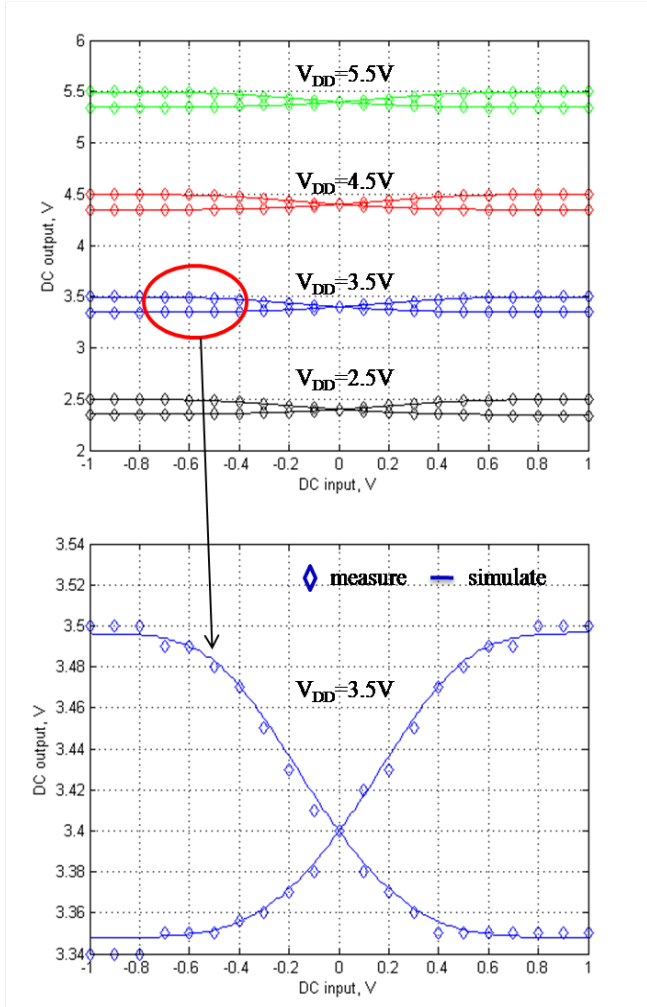 6
V_DD=5.5V
5.5
5
V_DD=4.5V
4.5
DC output, V
4
V_DD=3.5V
3.5
3
V_DD=2.5V
2.5
2
-1 -0.8 -0.6 -0.4 -0.2 0 0.2 0.4 0.6 0.8 1
DC input, V
3.54
measure simulate
3.52
3.5
3.48
V_DD=3.5V
3.46
DC output, V
3.44
3.42
3.4
3.38
3.36
3.34
-1 -0.8 -0.6 -0.4 -0.2 0 0.2 0.4 0.6 0.8 1
DC input, V